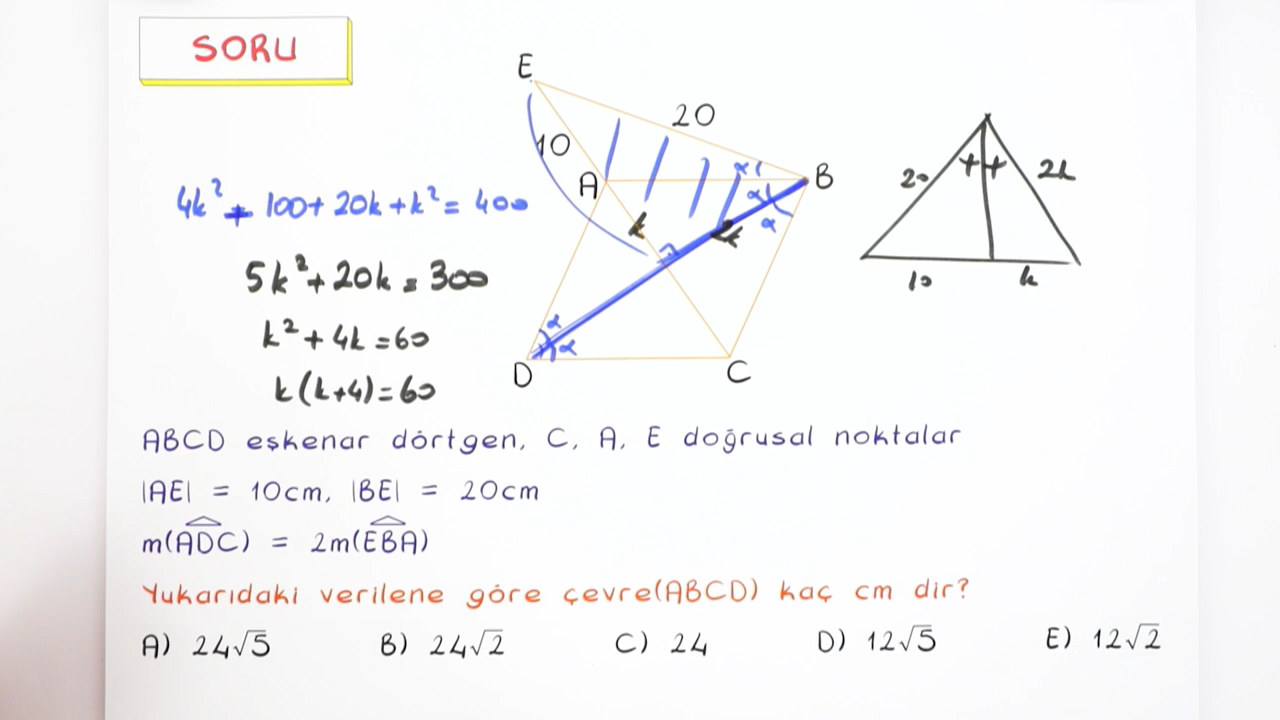 SORU
E
20
10
A
B
α
α
α
k
2k
α
α
D
C
20
2k
10
k
4k² + 100 + 20k + k² = 400
5k² + 20k = 300
k² + 4k = 60
k(k+4) = 60
ABCD eşkenar dörtgen, C, A, E doğrusal noktalar
|AE| = 10cm, |BE| = 20cm
m(ADC) = 2m(EBA)
Yukarıdaki verilene göre çevre(ABCD) kaç cm dir?
A) 24√5 B) 24√2 C) 24 D) 12√5 E) 12√2